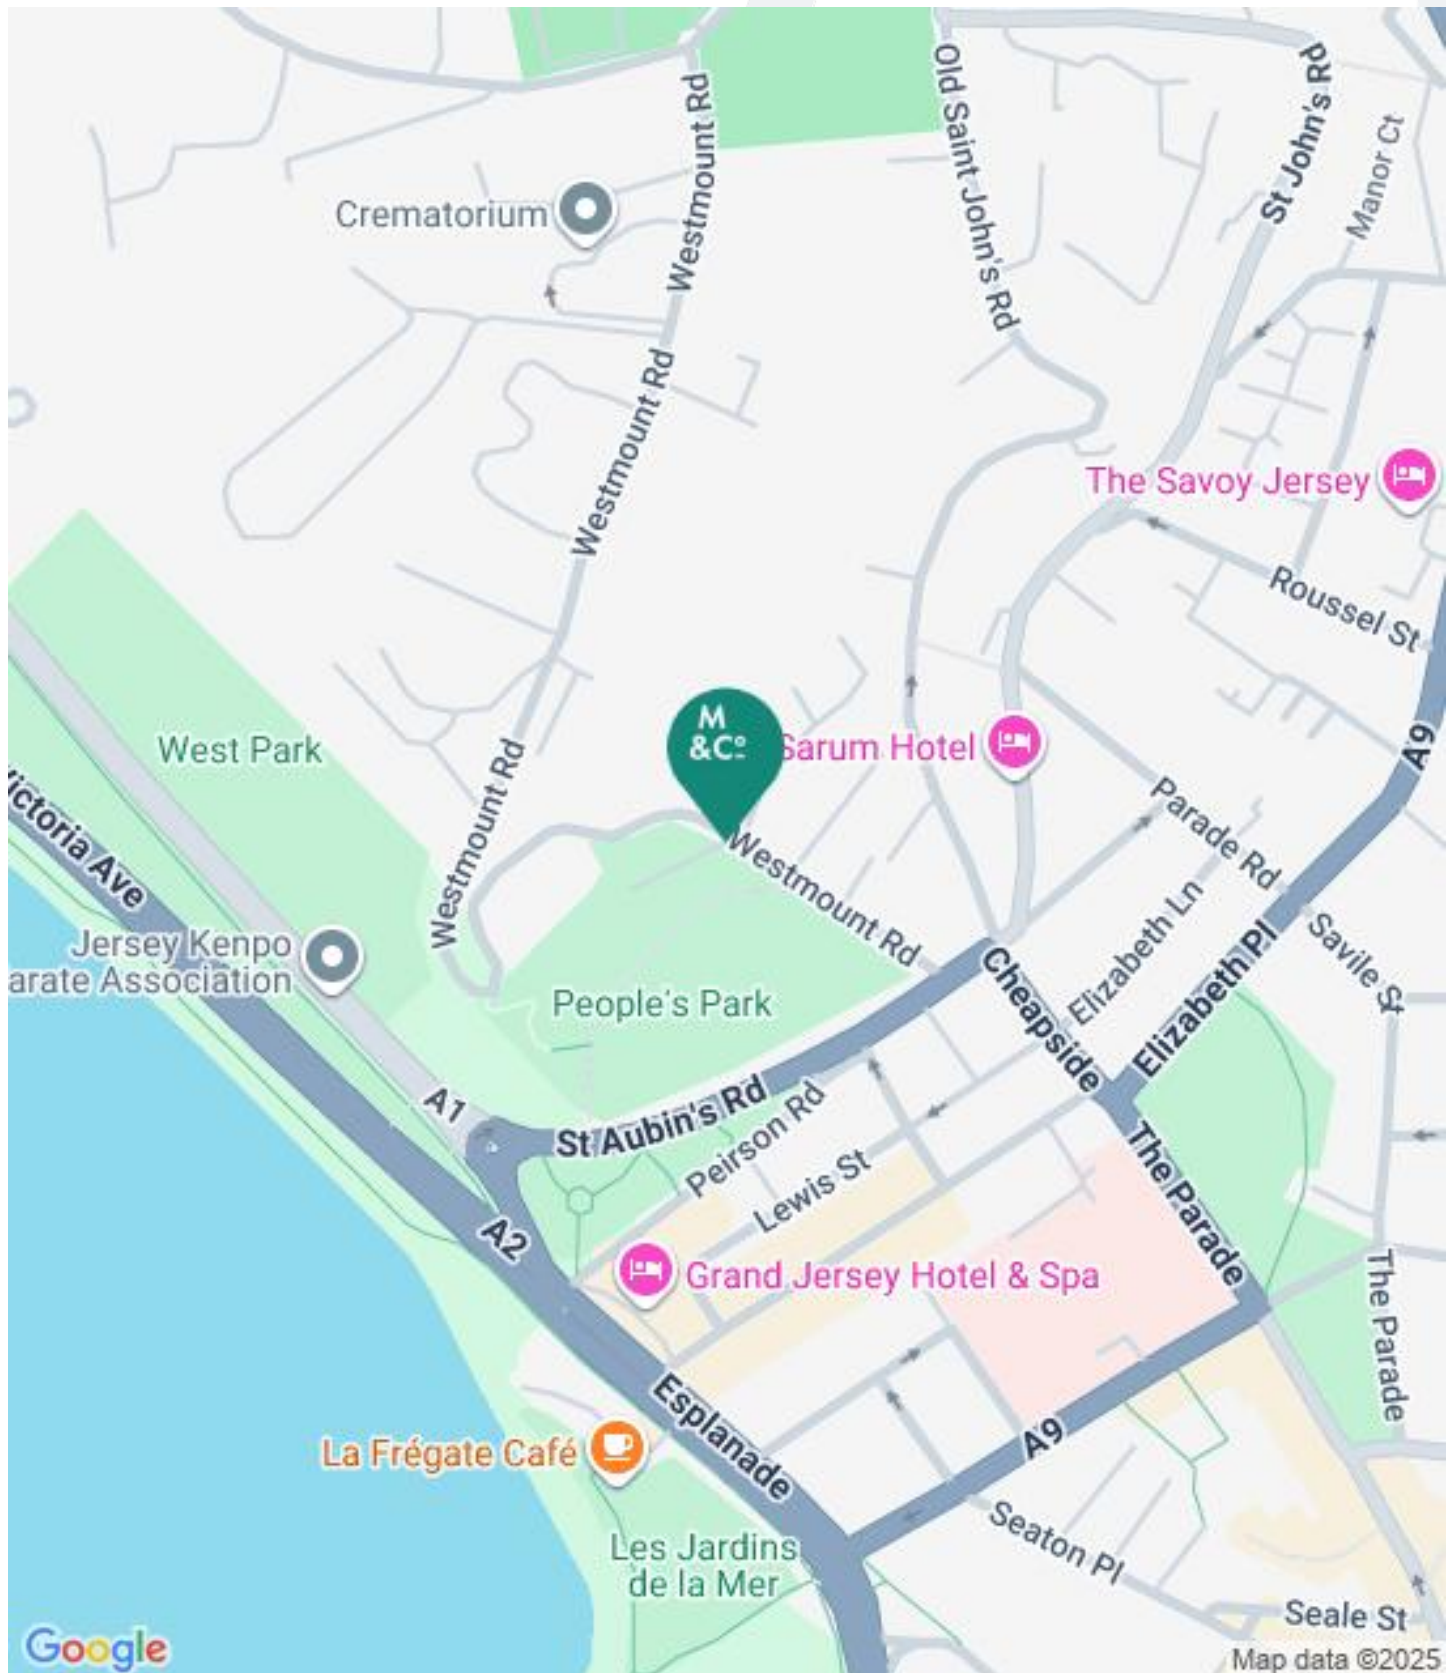 Old Saint John's Rd
St John's Rd
Westmount Rd
Manor Ct
Crematorium
Westmount Rd
The Savoy Jersey
Roussel St
M
&Co
West Park
Sarum Hotel
A9
Westmount Rd
Parade Rd
ictoria Ave
Westmount Rd
Elizabeth Ln
Savile St
Jersey Kenpo
arate Association
People's Park
Cheapside
Elizabeth Pl
A1
St Aubin's Rd
Peirson Rd
Lewis St
The Parade
A2
Grand Jersey Hotel & Spa
The Parade
Esplanade
La Frégate Café
A9
Seaton Pl
Les Jardins
de la Mer
Seale St
Google
Map data ©2025